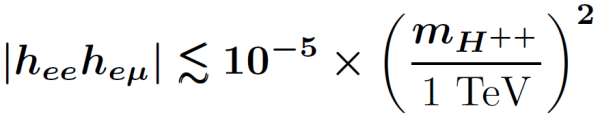 |h_{ee}h_{eμ}| ≲ 10^{−5} × (m_{H^{++}} / 1 TeV)^2